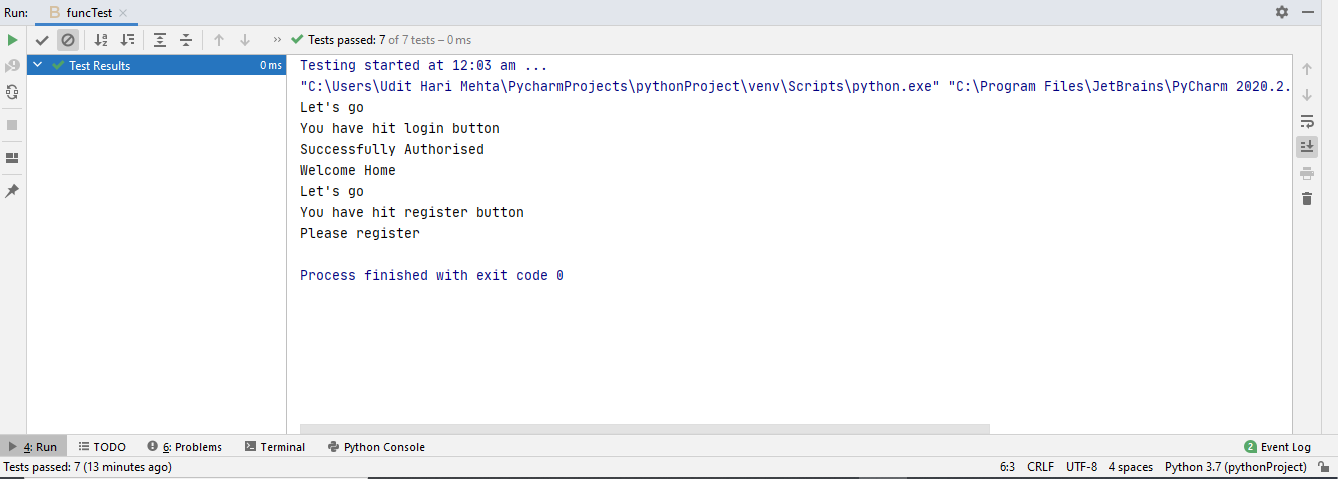 Run: B funcTest
Tests passed: 7 of 7 tests – 0 ms
Test Results 0 ms
Testing started at 12:03 am ...
"C:\Users\Udit Hari Mehta\PycharmProjects\pythonProject\venv\Scripts\python.exe" "C:\Program Files\JetBrains\PyCharm 2020.2.
Let's go
You have hit login button
Successfully Authorised
Welcome Home
Let's go
You have hit register button
Please register
Process finished with exit code 0
4: Run TODO 6: Problems Terminal Python Console 2 Event Log
Tests passed: 7 (13 minutes ago) 6:3 CRLF UTF-8 4 spaces Python 3.7 (pythonProject)